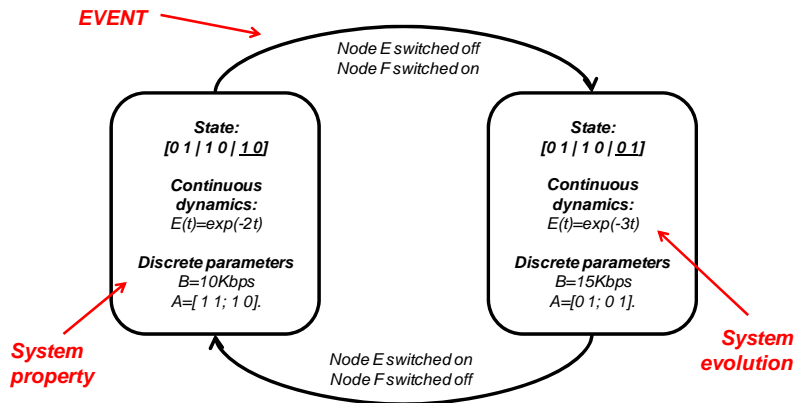 EVENT
Node E switched off
Node F switched on
State:
[0 1 | 1 0 | 1 0]
Continuous
dynamics:
E(t)=exp(-2t)
Discrete parameters
B=10Kbps
A=[ 1 1; 1 0].
State:
[0 1 | 1 0 | 0 1]
Continuous
dynamics:
E(t)=exp(-3t)
Discrete parameters
B=15Kbps
A=[0 1; 0 1].
System
property
Node E switched on
Node F switched off
System
evolution